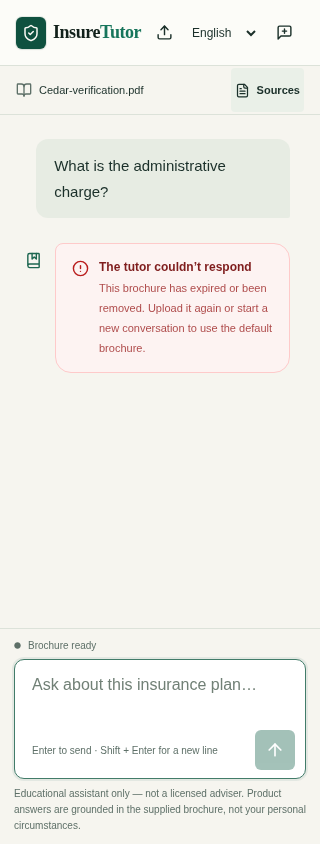 InsureTutor
English
Cedar-verification.pdf
Sources
What is the administrative
charge?
The tutor couldn’t respond
This brochure has expired or been
removed. Upload it again or start a
new conversation to use the default
brochure.
Brochure ready
Ask about this insurance plan…
Enter to send · Shift + Enter for a new line
Educational assistant only — not a licensed adviser. Product
answers are grounded in the supplied brochure, not your personal
circumstances.